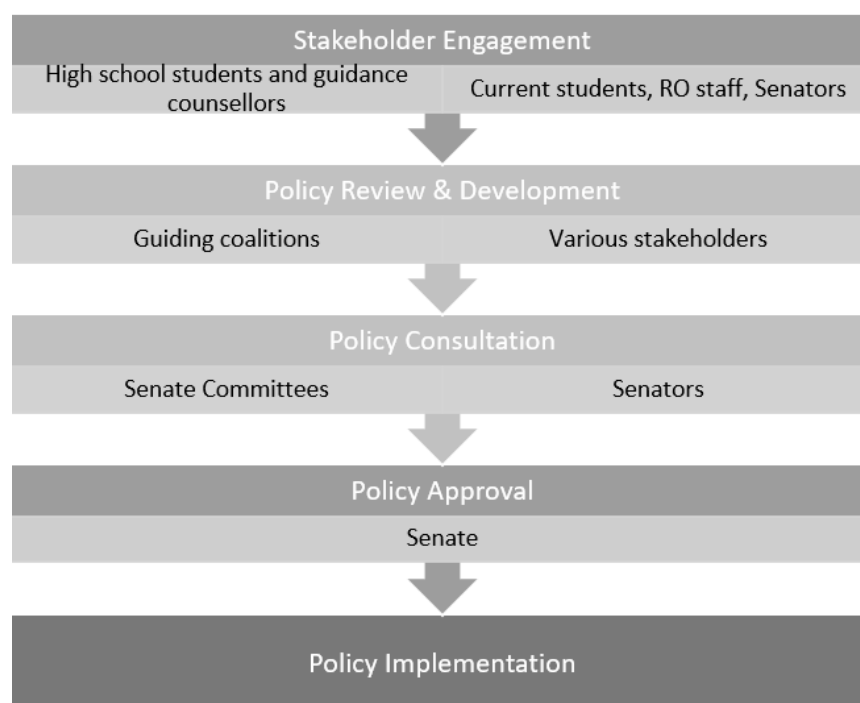 Stakeholder Engagement
High school students and guidance
counsellors
Current students, RO staff, Senators
Policy Review & Development
Guiding coalitions
Various stakeholders
Policy Consultation
Senate Committees
Senators
Policy Approval
Senate
Policy Implementation